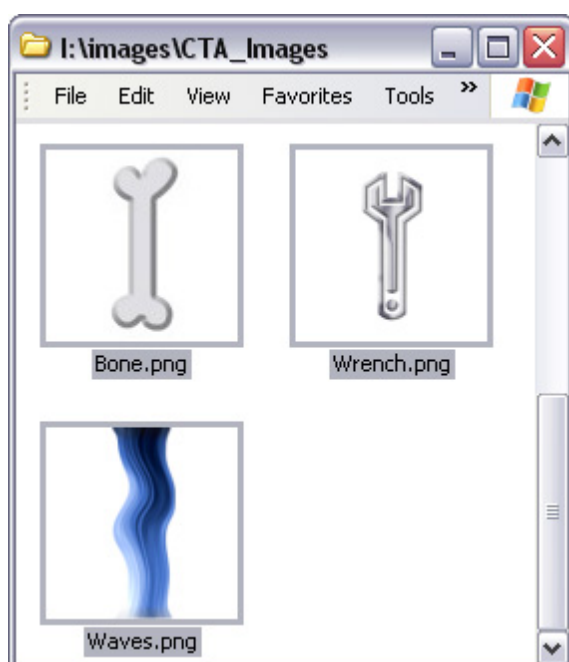 I:\images\CTA_Images
File Edit View Favorites Tools »
Bone.png Wrench.png
Waves.png